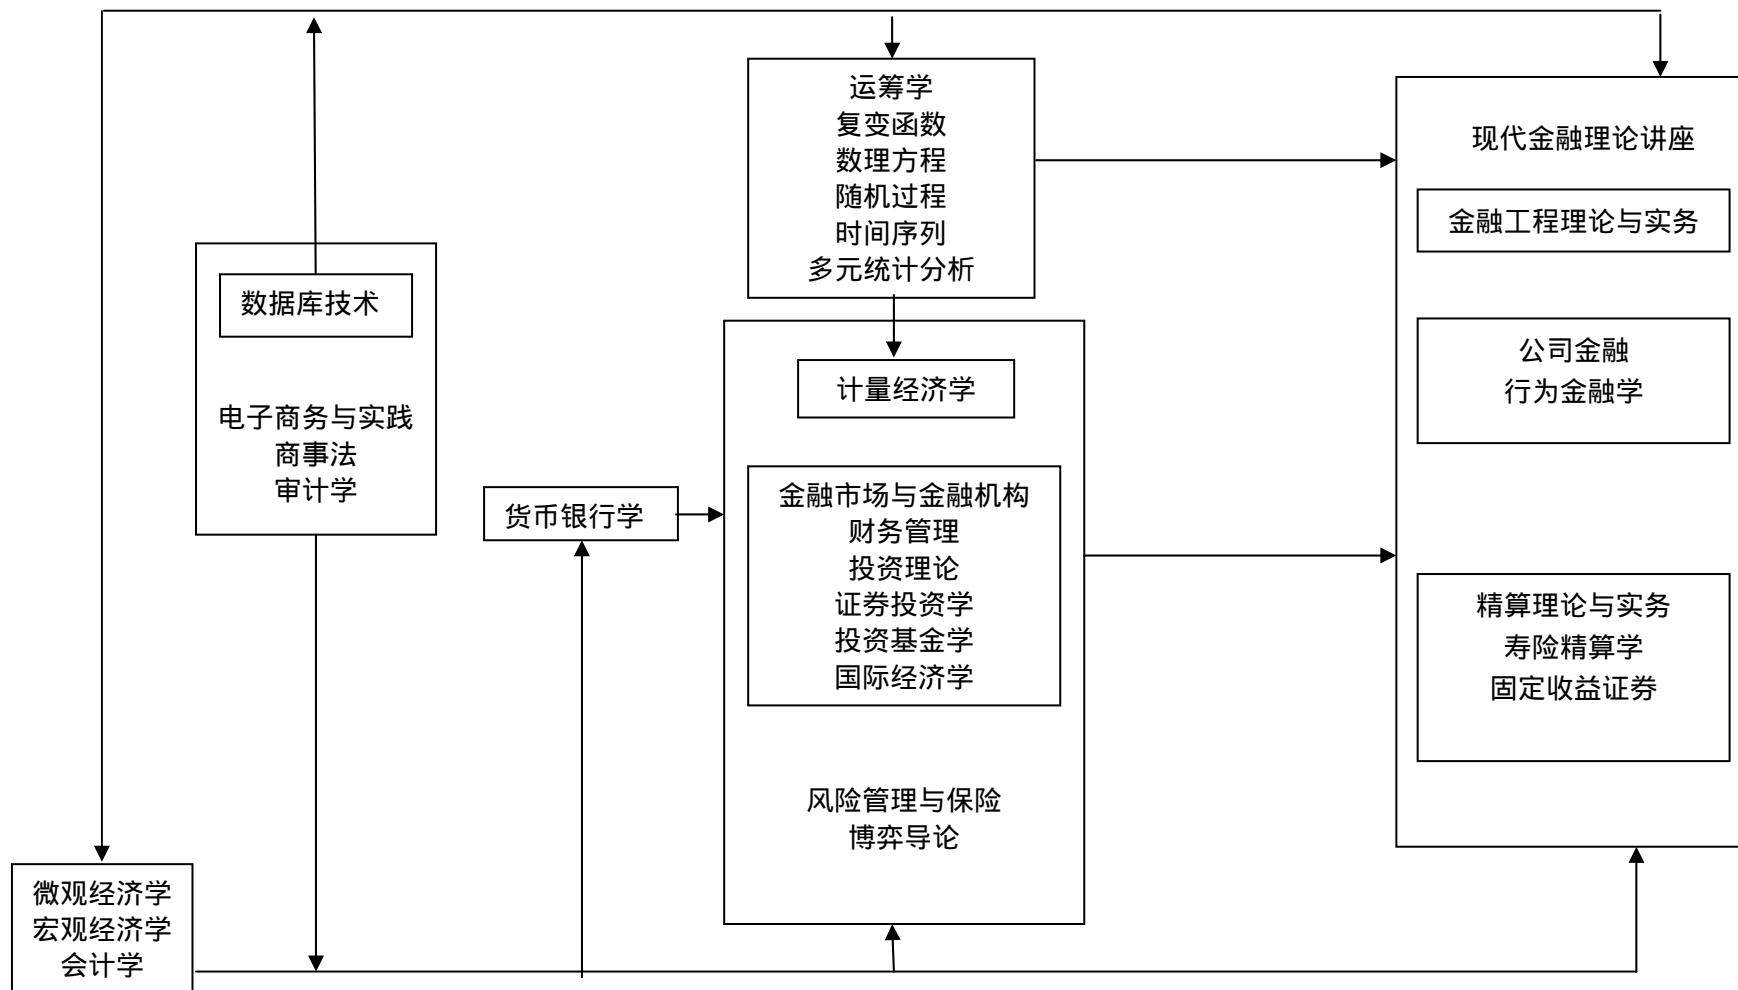 运筹学
复变函数
数理方程
随机过程
时间序列
多元统计分析
现代金融理论讲座
金融工程理论与实务
数据库技术
电子商务与实践
商事法
审计学
计量经济学
公司金融
行为金融学
货币银行学
金融市场与金融机构
财务管理
投资理论
证券投资学
投资基金学
国际经济学
精算理论与实务
寿险精算学
固定收益证券
风险管理与保险
博弈导论
微观经济学
宏观经济学
会计学